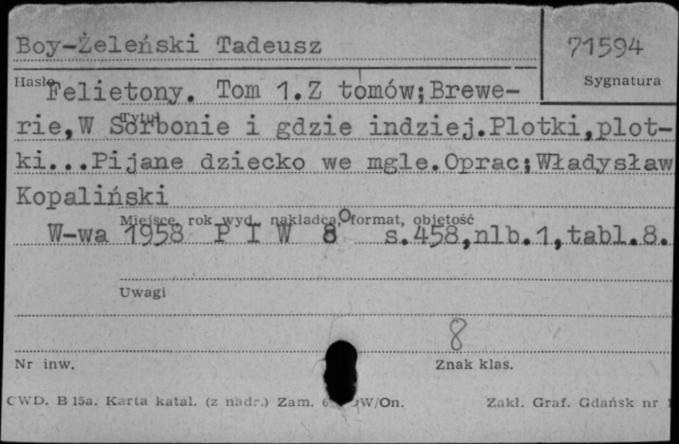 Boy-Żeleński Tadeusz
71594
Hasło
Sygnatura
Felietony. Tom 1.Z tomów;Brewe-
Tytuł
rie,W Sorbonie i gdzie indziej.Plotki,plot-
ki...Pijane dziecko we mgle.Oprac;Władysław
Kopaliński
Miejsce, rok wyd., nakładca, format, objętość
W-wa 1958 P I W 8° s.458,nlb.1,tabl.8.
Uwagi
8
Nr inw.
Znak klas.
CWD. B 15a. Karta katal. (z nadr.) Zam. W/On.
Zakł. Graf. Gdańsk nr